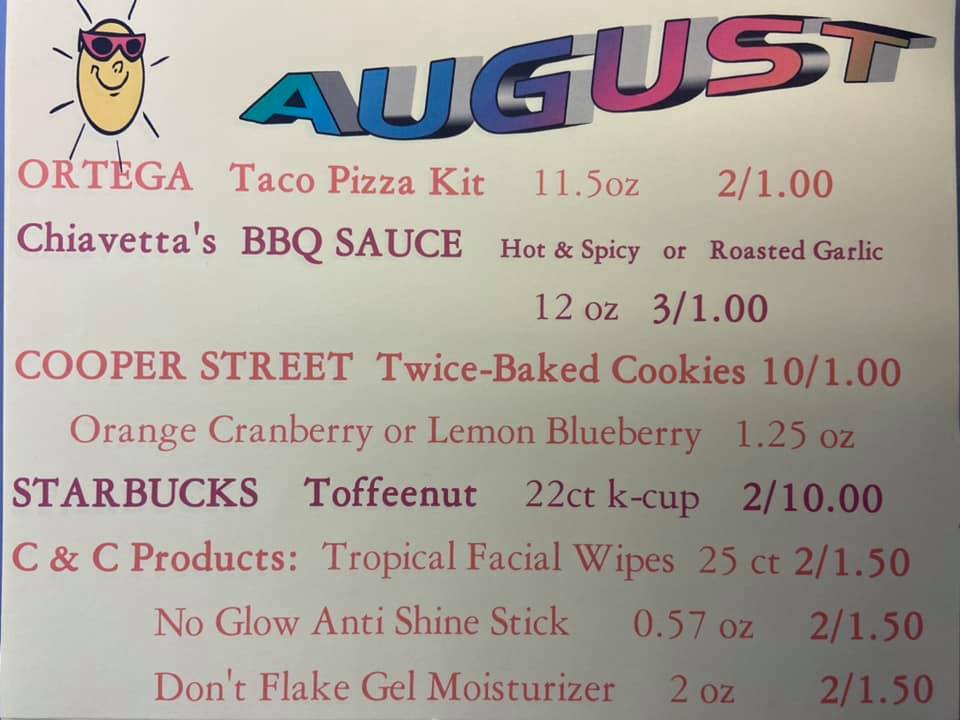 AUGUST
ORTEGA Taco Pizza Kit 11.5oz 2/1.00
Chiavetta's BBQ SAUCE Hot & Spicy or Roasted Garlic
12 oz 3/1.00
COOPER STREET Twice-Baked Cookies 10/1.00
Orange Cranberry or Lemon Blueberry 1.25 oz
STARBUCKS Toffeenut 22ct k-cup 2/10.00
C & C Products: Tropical Facial Wipes 25 ct 2/1.50
No Glow Anti Shine Stick 0.57 oz 2/1.50
Don't Flake Gel Moisturizer 2 oz 2/1.50